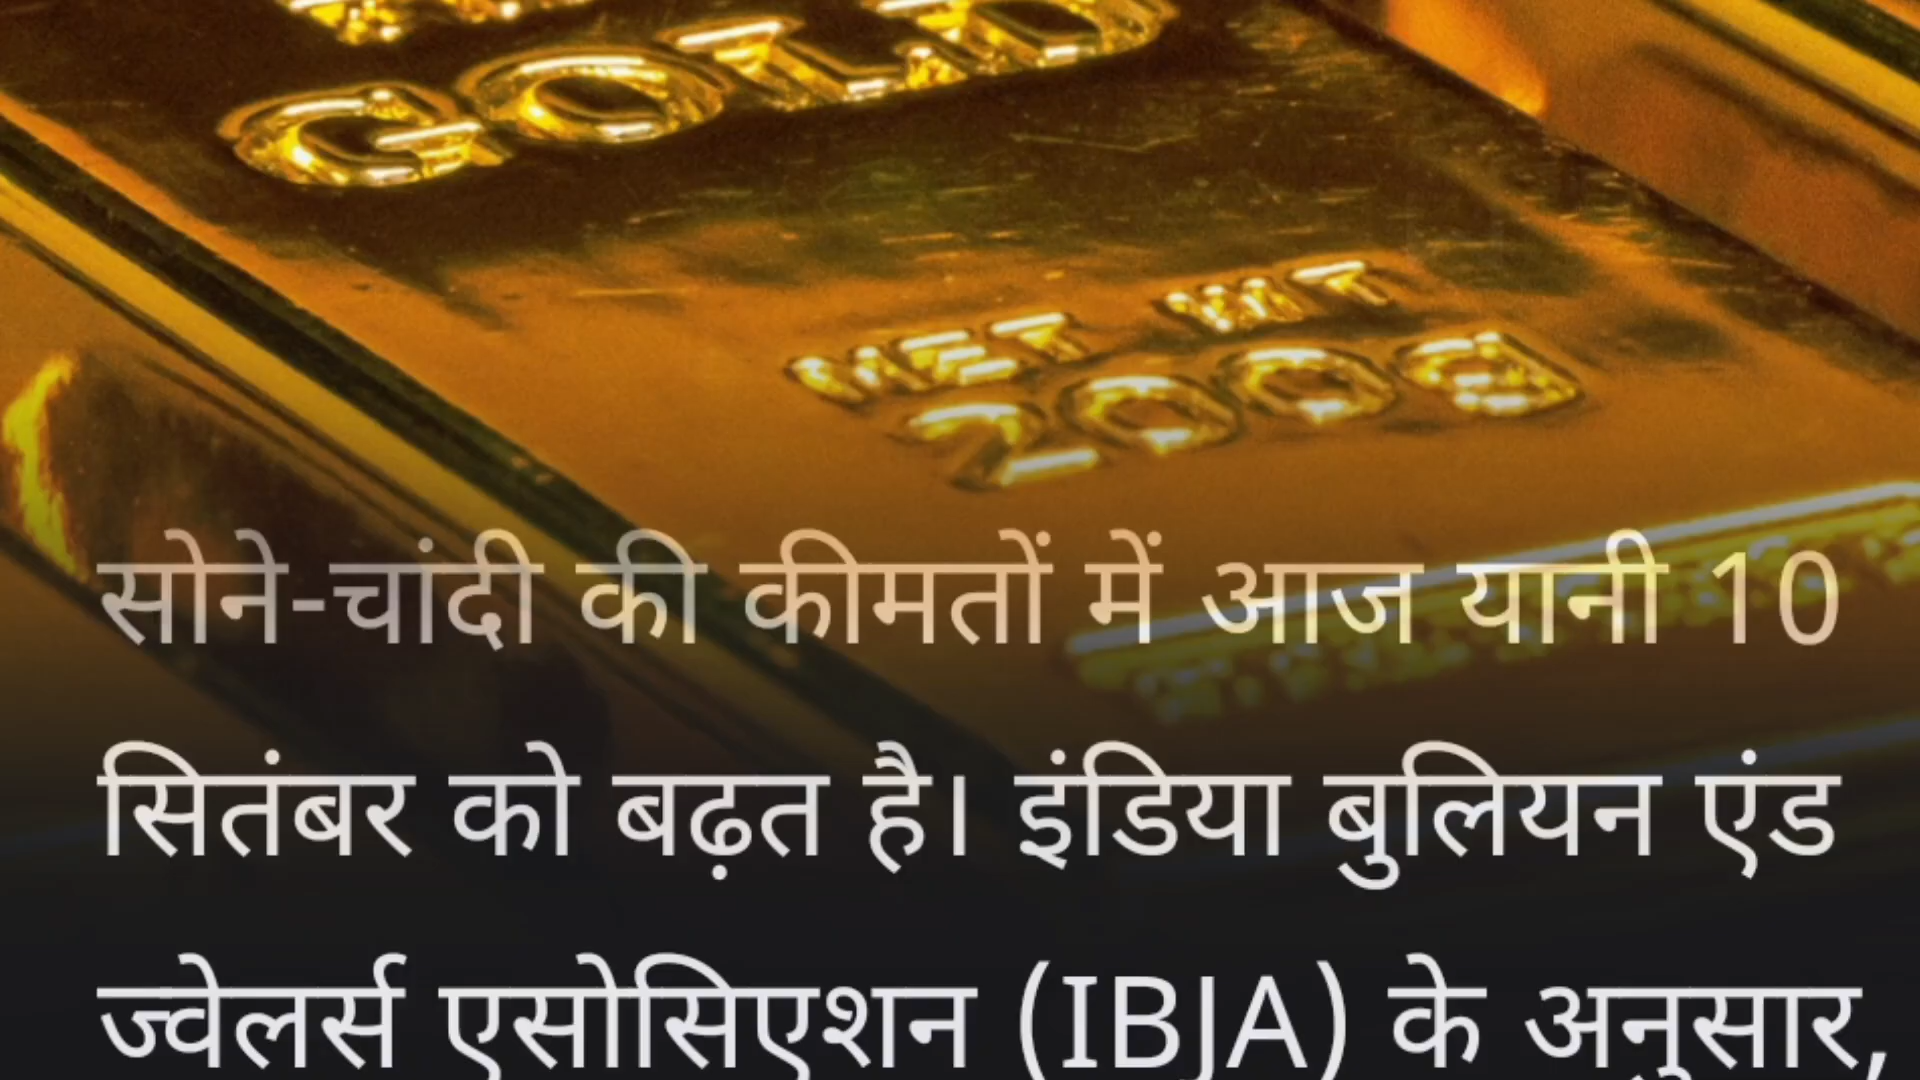 GOLD
NET WT
200g
सोने-चांदी की कीमतों में आज यानी 10
सितंबर को बढ़त है। इंडिया बुलियन एंड
ज्वेलर्स एसोसिएशन (IBJA) के अनुसार,